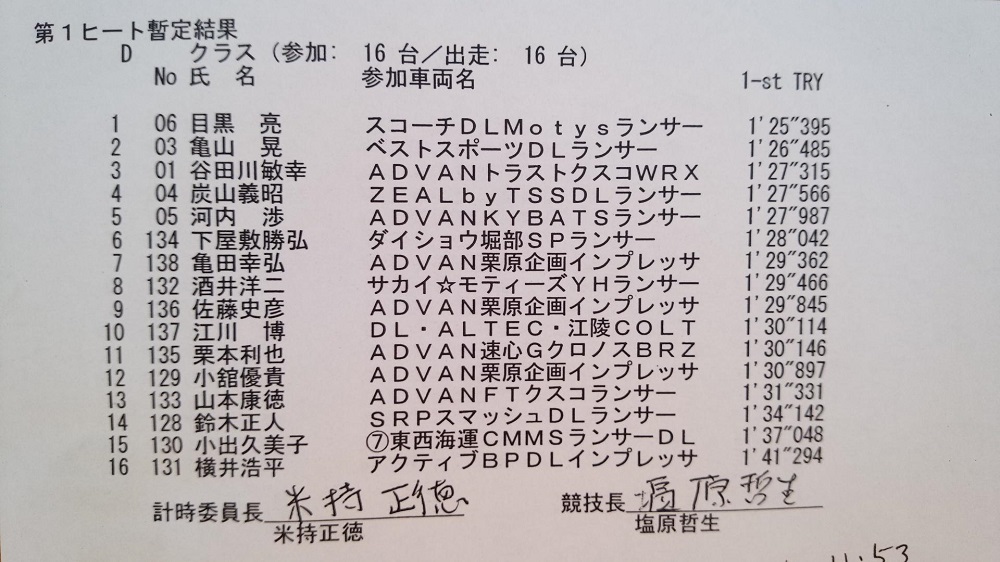 第1ヒート暫定結果
D クラス (参加: 16 台/出走: 16 台)
No 氏 名 参加車両名 1-st TRY
1 06 目黒 亮 スコーチDLMotysランサー 1'25"395
2 03 亀山 晃 ベストスポーツDLランサー 1'26"485
3 01 谷田川敏幸 ADVANトラストクスコWRX 1'27"315
4 04 炭山義昭 ZEALbyTSSDLランサー 1'27"566
5 05 河内 渉 ADVANKYBATSランサー 1'27"987
6 134 下屋敷勝弘 ダイショウ堀部SPランサー 1'28"042
7 138 亀田幸弘 ADVAN栗原企画インプレッサ 1'29"362
8 132 酒井洋二 サカイ☆モティーズYHランサー 1'29"466
9 136 佐藤史彦 ADVAN栗原企画インプレッサ 1'29"845
10 137 江川 博 DL・ALTEC・江陵COLT 1'30"114
11 135 栗本利也 ADVAN速心GクロノスBRZ 1'30"146
12 129 小舘優貴 ADVAN栗原企画インプレッサ 1'30"897
13 133 山本康徳 ADVANFTクスコランサー 1'31"331
14 128 鈴木正人 SRPスマッシュDLランサー 1'34"142
15 130 小出久美子 ⑦東西海運CMMSランサーDL 1'37"048
16 131 横井浩平 アクティブBPDLインプレッサ 1'41"294
計時委員長 米持正徳 競技長 塩原哲生
米持正徳 塩原哲生
11:53